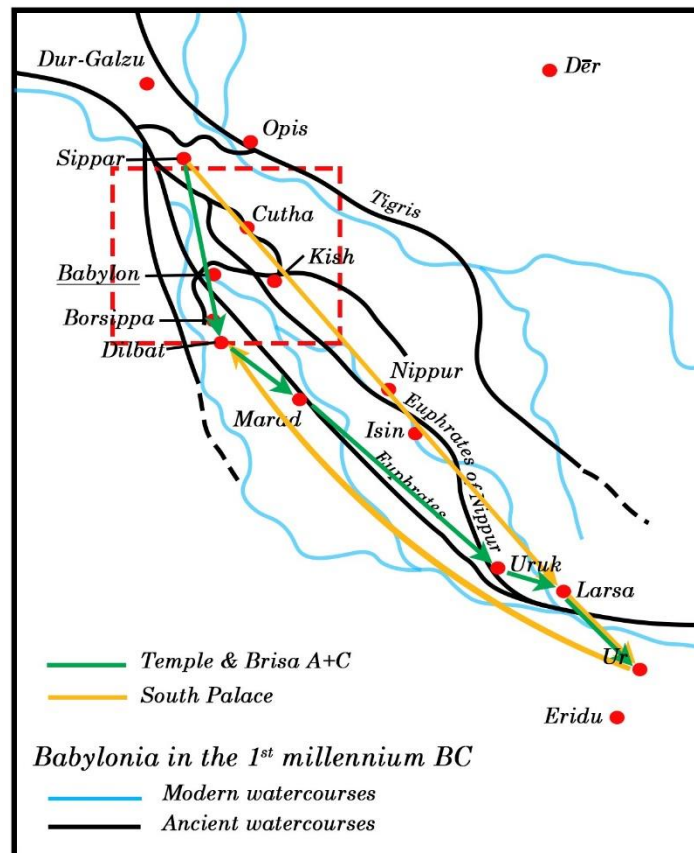 Dur-Galzu
Dēr
Opis
Sippar
Tigris
Cutha
Kish
Babylon
Borsippa
Dilbat
Nippur
Marad
Isin
Euphrates of Nippur
Euphrates
Uruk
Larsa
Ur
Temple & Brisa A+C
South Palace
Eridu
Babylonia in the 1st millennium BC
Modern watercourses
Ancient watercourses